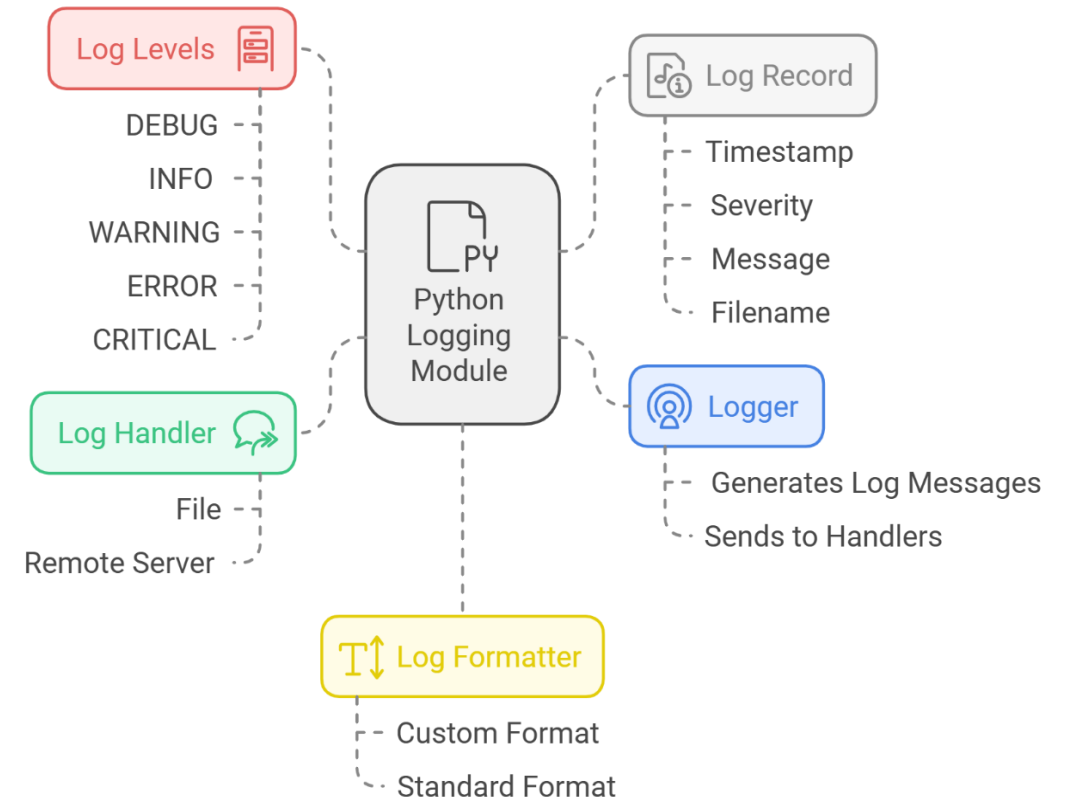 Log Levels
DEBUG
INFO
WARNING
ERROR
CRITICAL
Log Handler
File
Remote Server
PY
Python
Logging
Module
Log Record
Timestamp
Severity
Message
Filename
Logger
Generates Log Messages
Sends to Handlers
Log Formatter
Custom Format
Standard Format